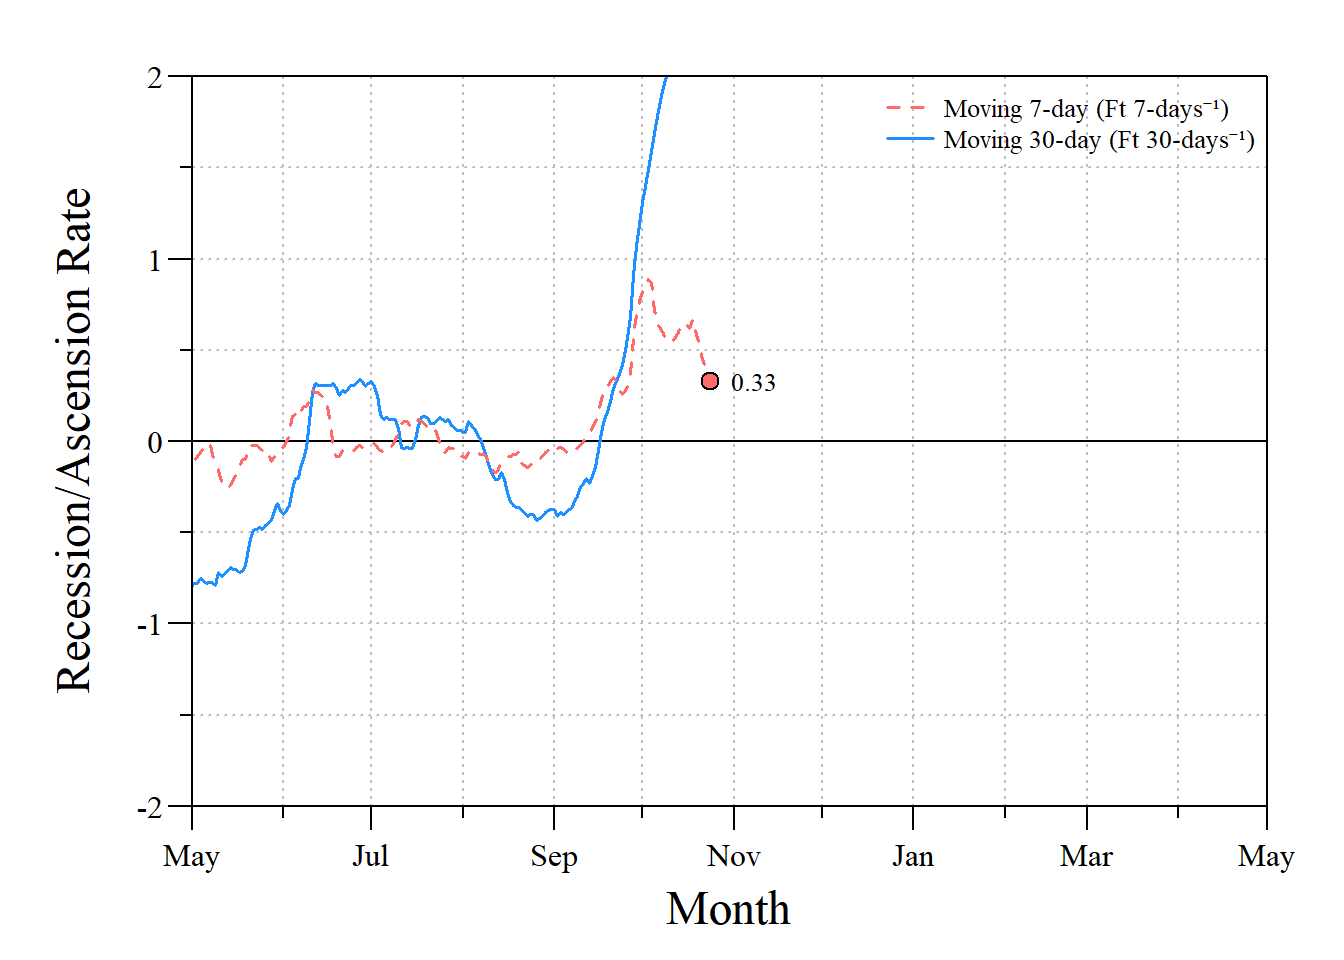 Recession/Ascension Rate
2
1
0
-1
-2
Moving 7-day (Ft 7-days⁻¹)
Moving 30-day (Ft 30-days⁻¹)
0.33
May
Jul
Sep
Nov
Jan
Mar
May
Month